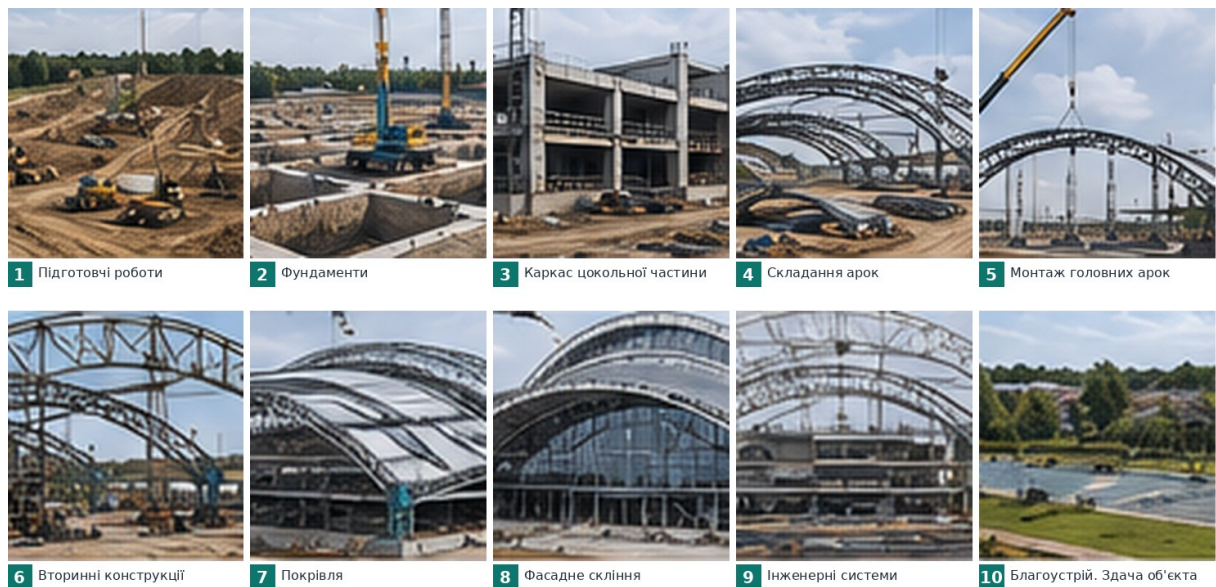 1 Підготовчі роботи
2 Фундаменти
3 Каркас цокольної частини
4 Складання арок
5 Монтаж головних арок
6 Вторинні конструкції
7 Покрівля
8 Фасадне скління
9 Інженерні системи
10 Благоустрій. Здача об'єкта